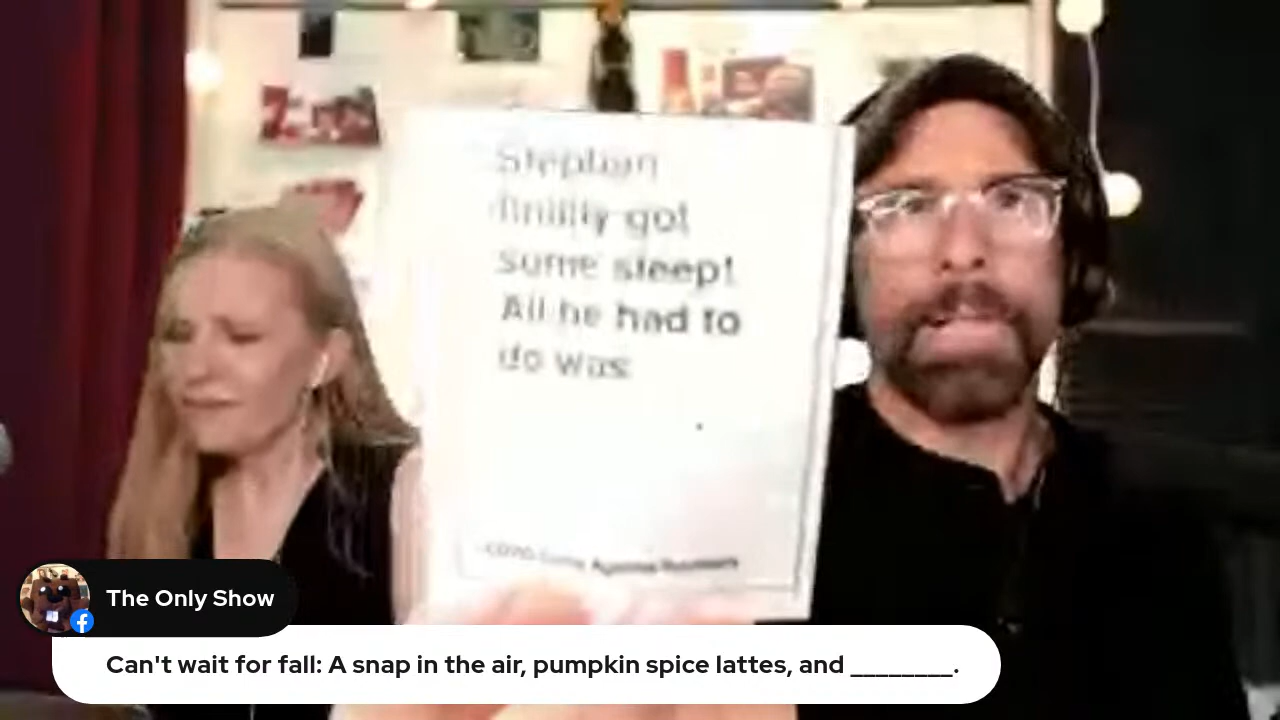 Stephen
finally got
some sleep!
All he had to
do was
The Only Show
Can't wait for fall: A snap in the air, pumpkin spice lattes, and ________.